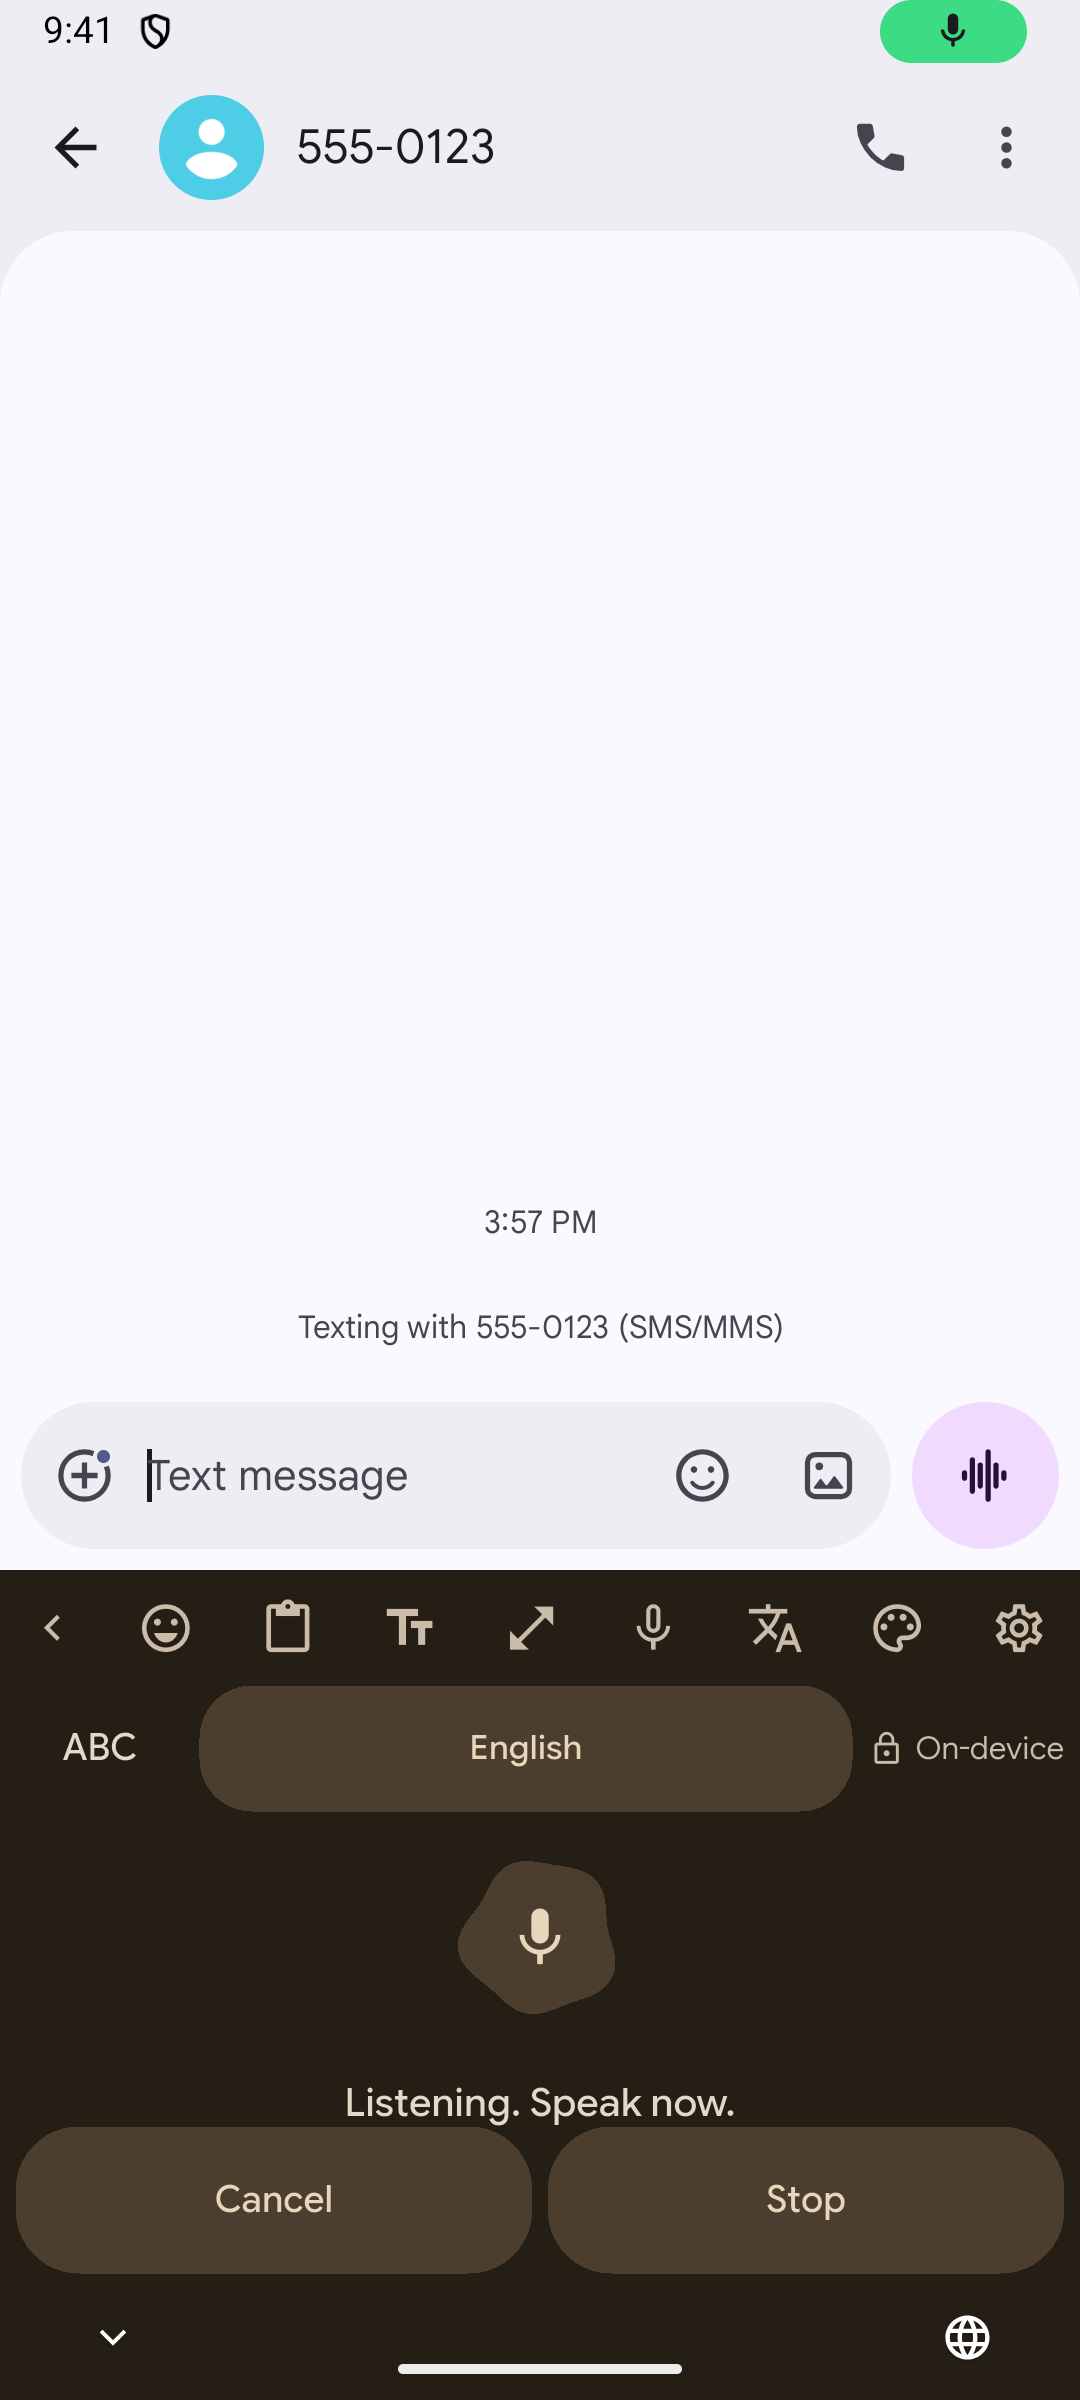 9:41
555-0123
3:57 PM
Texting with 555-0123 (SMS/MMS)
Text message
ABC
English
On-device
Listening. Speak now.
Cancel
Stop